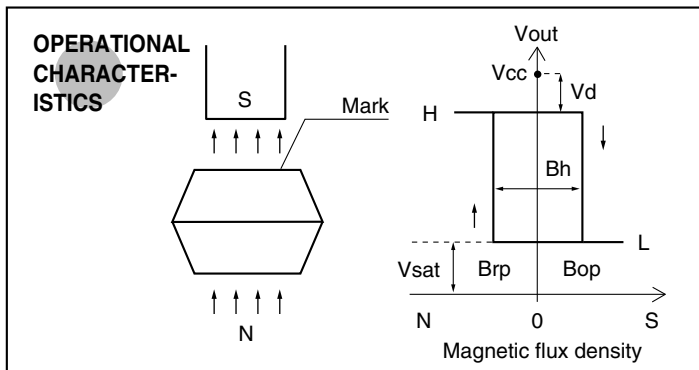 OPERATIONAL
CHARACTER-
ISTICS
S
Mark
N
Vout
Vcc
Vd
H
Bh
L
Vsat
Brp
Bop
N
0
S
Magnetic flux density